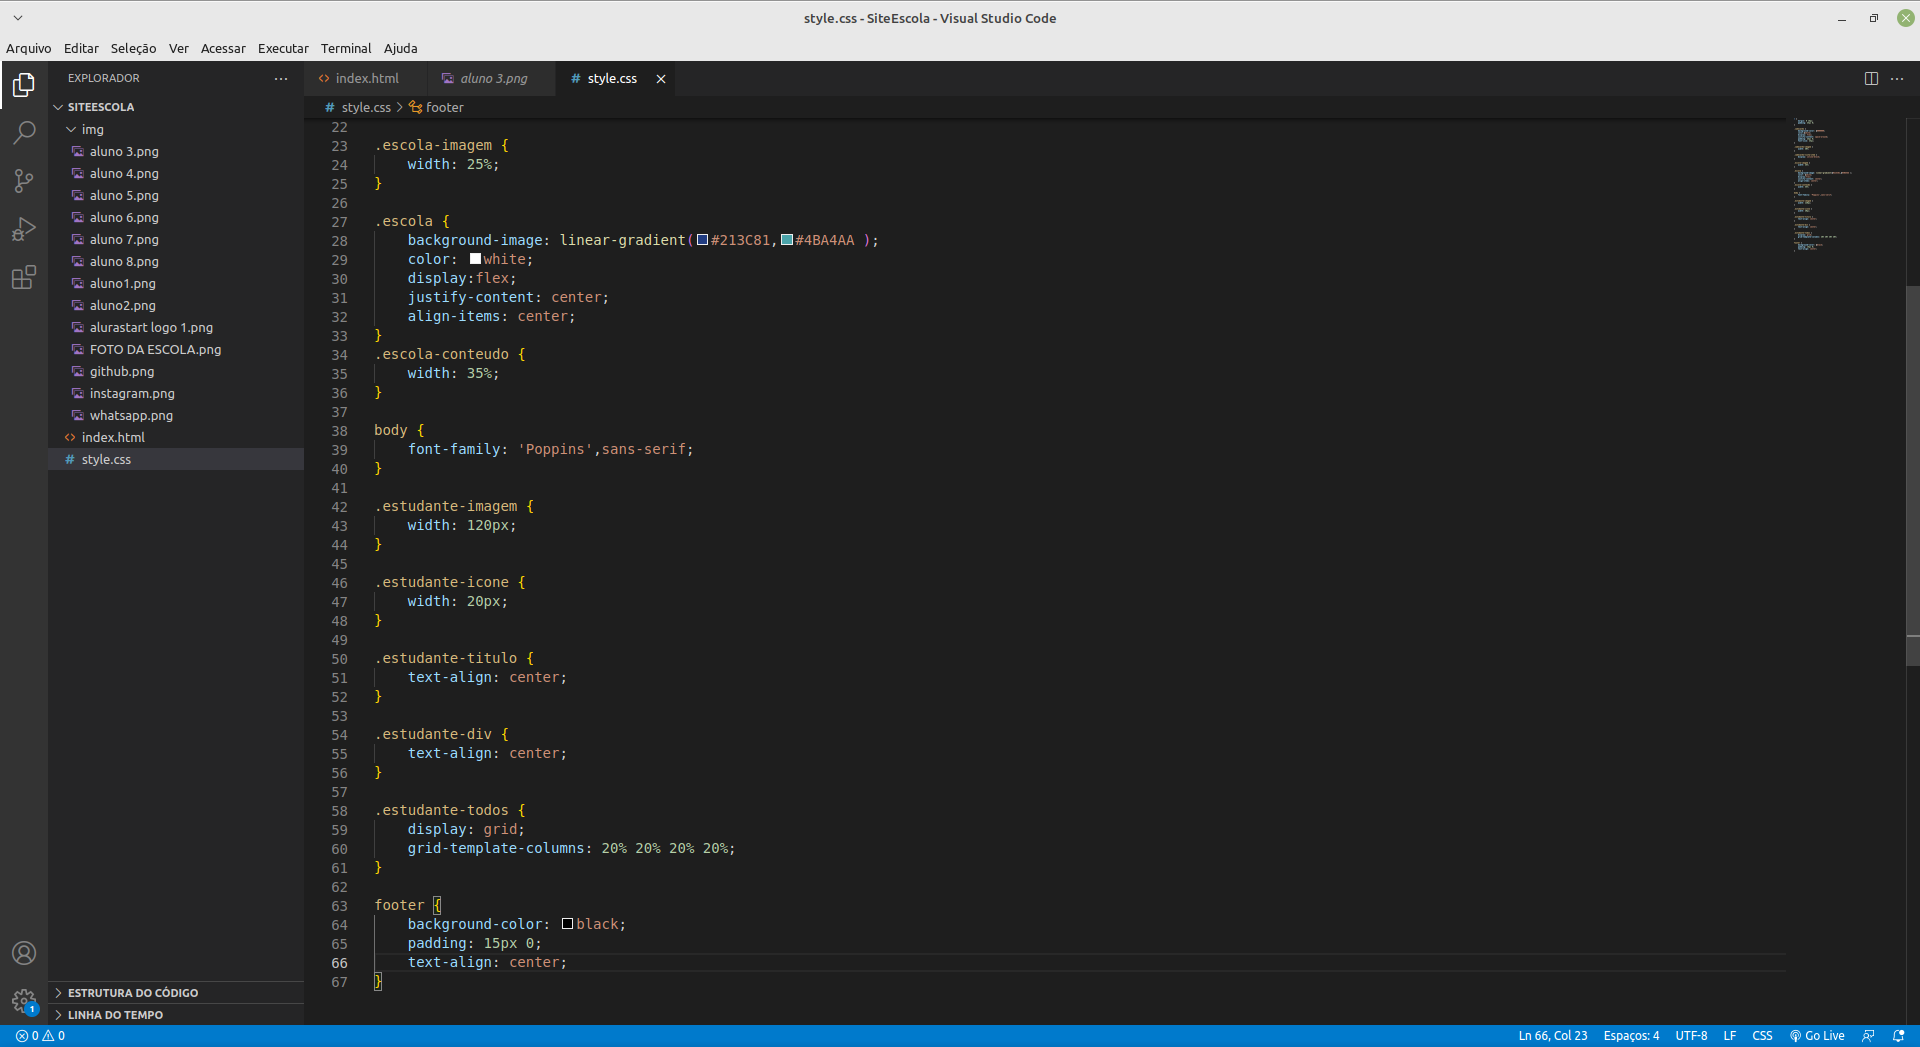 style.css - SiteEscola - Visual Studio Code
Arquivo Editar Seleção Ver Acessar Executar Terminal Ajuda
EXPLORADOR
SITEESCOLA
img
aluno 3.png
aluno 4.png
aluno 5.png
aluno 6.png
aluno 7.png
aluno 8.png
aluno1.png
aluno2.png
alurastart logo 1.png
FOTO DA ESCOLA.png
github.png
instagram.png
whatsapp.png
index.html
style.css
ESTRUTURA DO CÓDIGO
LINHA DO TEMPO
index.html aluno 3.png style.css
style.css > footer
22
23 .escola-imagem {
24     width: 25%;
25 }
26
27 .escola {
28     background-image: linear-gradient(#213C81,#4BA4AA );
29     color: white;
30     display:flex;
31     justify-content: center;
32     align-items: center;
33 }
34 .escola-conteudo {
35     width: 35%;
36 }
37
38 body {
39     font-family: 'Poppins',sans-serif;
40 }
41
42 .estudante-imagem {
43     width: 120px;
44 }
45
46 .estudante-icone {
47     width: 20px;
48 }
49
50 .estudante-titulo {
51     text-align: center;
52 }
53
54 .estudante-div {
55     text-align: center;
56 }
57
58 .estudante-todos {
59     display: grid;
60     grid-template-columns: 20% 20% 20% 20%;
61 }
62
63 footer {
64     background-color: black;
65     padding: 15px 0;
66     text-align: center;
67 }
1
0 0 Ln 66, Col 23 Espaços: 4 UTF-8 LF CSS Go Live